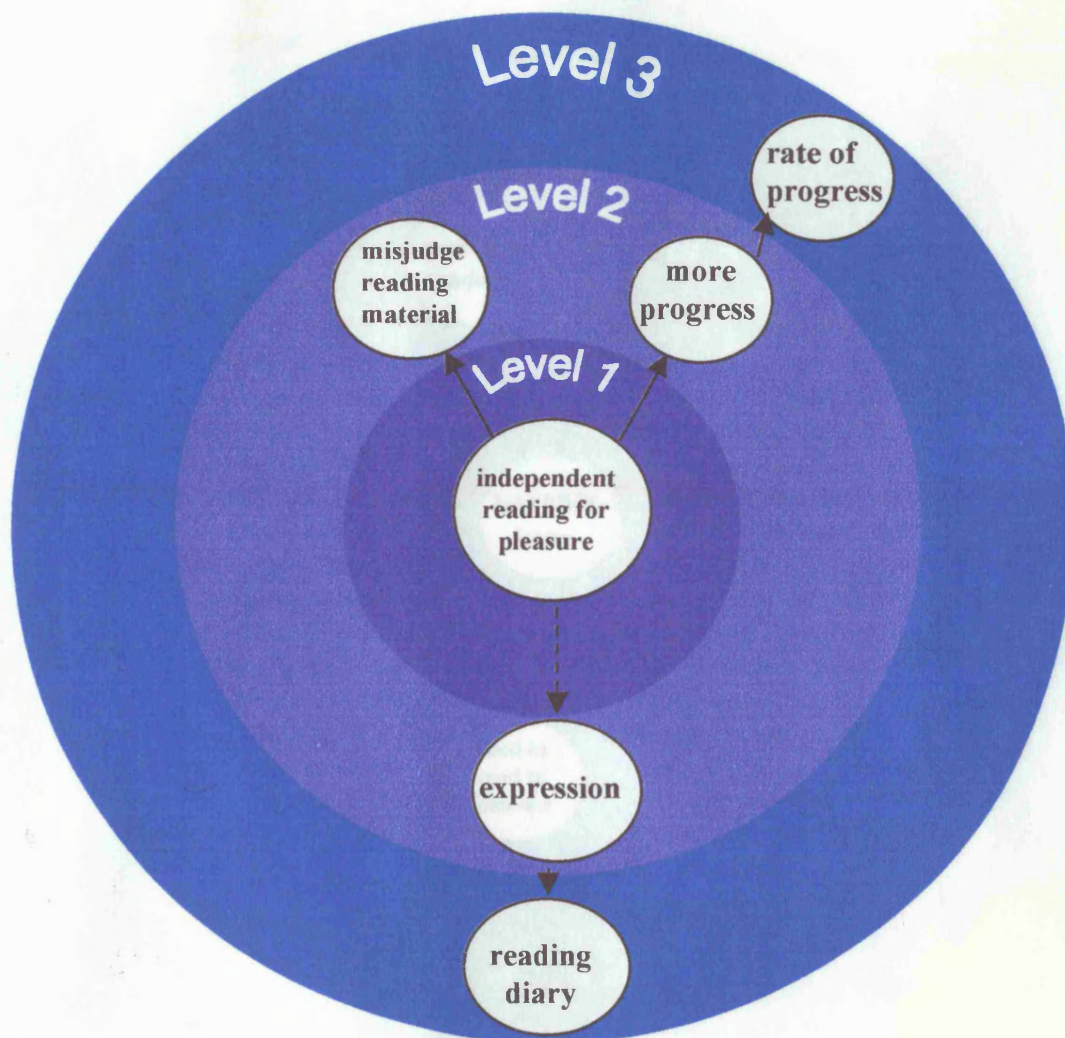 Level 3
rate of
progress
Level 2
misjudge
reading
material
more
progress
Level 1
independent
reading for
pleasure
expression
reading
diary